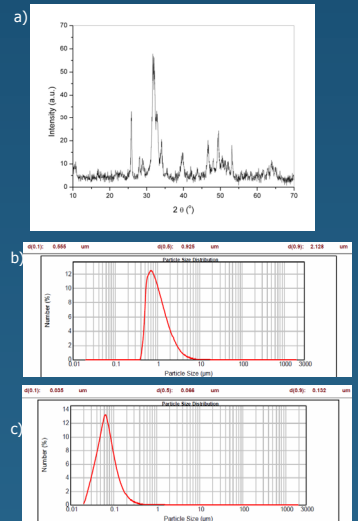 a)
70
60
50
40
30
20
10
0
Intensity (a.u.)
10 20 30 40 50 60 70
2 θ (°)
b)
d(0.1): 0.555 um d(0.5): 0.925 um d(0.9): 2.128 um
Particle Size Distribution
12
10
8
6
4
2
0
Number (%)
0.01 0.1 1 10 100 1000 3000
Particle Size (µm)
c)
d(0.1): 0.035 um d(0.5): 0.066 um d(0.9): 0.132 um
Particle Size Distribution
14
12
10
8
6
4
2
0
Number (%)
0.01 0.1 1 10 100 1000 3000
Particle Size (µm)